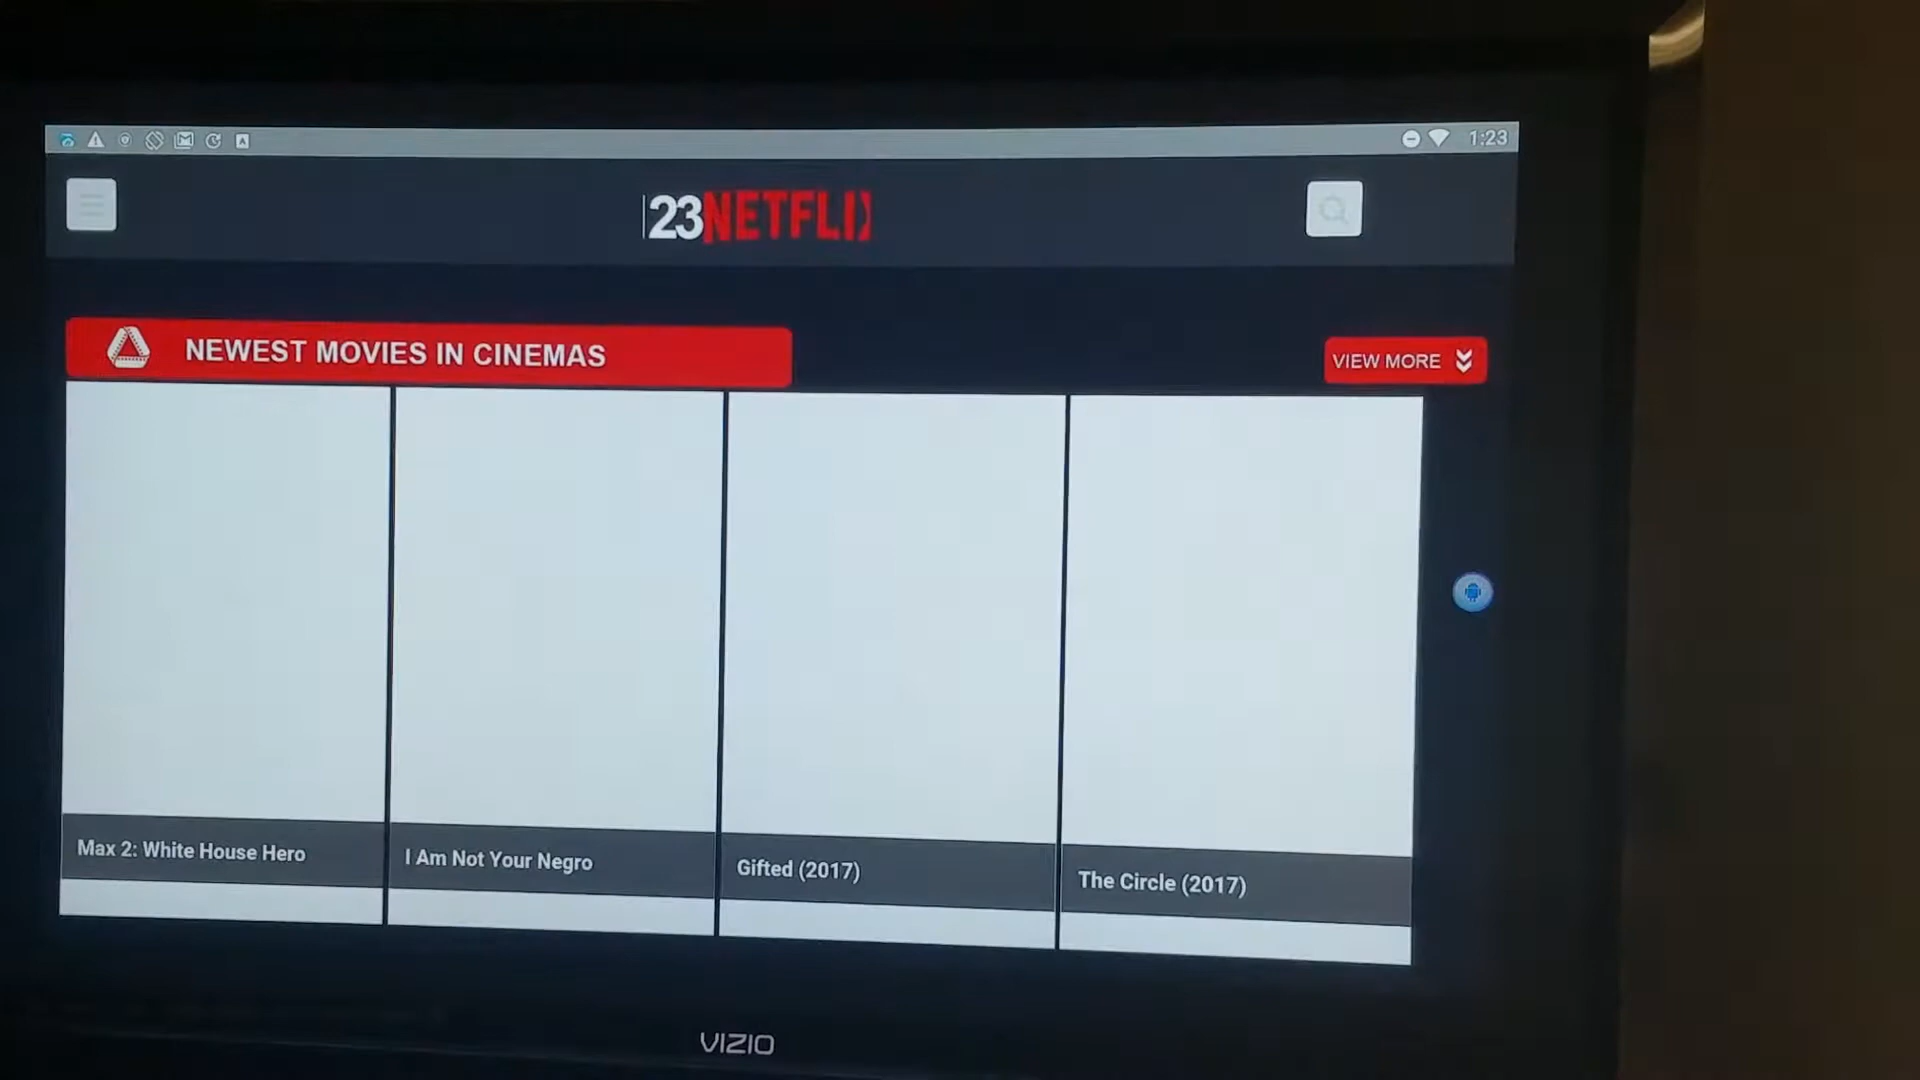 1:23
123NETFLIX
NEWEST MOVIES IN CINEMAS
VIEW MORE
Max 2: White House Hero
I Am Not Your Negro
Gifted (2017)
The Circle (2017)
VIZIO